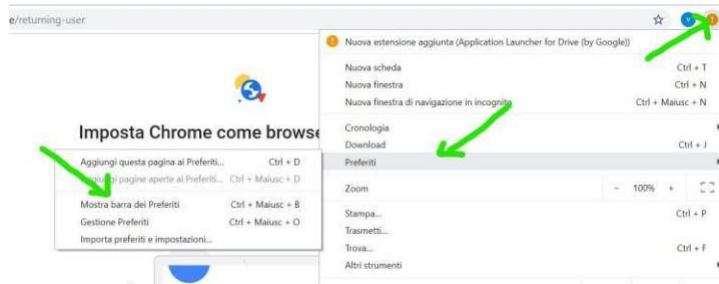 e/returning-user
Nuova estensione aggiunta (Application Launcher for Drive (by Google))
Nuova scheda Ctrl + T
Nuova finestra Ctrl + N
Nuova finestra di navigazione in incognito Ctrl + Maiusc + N
Imposta Chrome come browse
Cronologia
Download Ctrl + J
Preferiti
Aggiungi questa pagina ai Preferiti... Ctrl + D
Aggiungi pagine aperte ai Preferiti... Ctrl + Maiusc + D
Mostra barra dei Preferiti Ctrl + Maiusc + B
Gestione Preferiti Ctrl + Maiusc + O
Importa preferiti e impostazioni...
Zoom - 100% +
Stampa... Ctrl + P
Trasmetti...
Trova... Ctrl + F
Altri strumenti